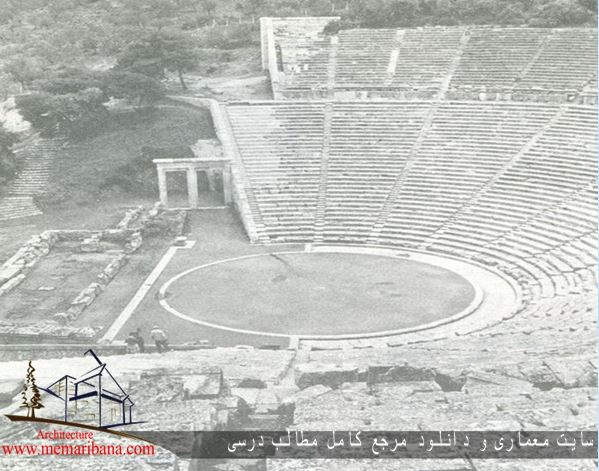 Architecture
www.memaribana.com
سایت معماری و دانلود مرجع کامل مطالب درسی